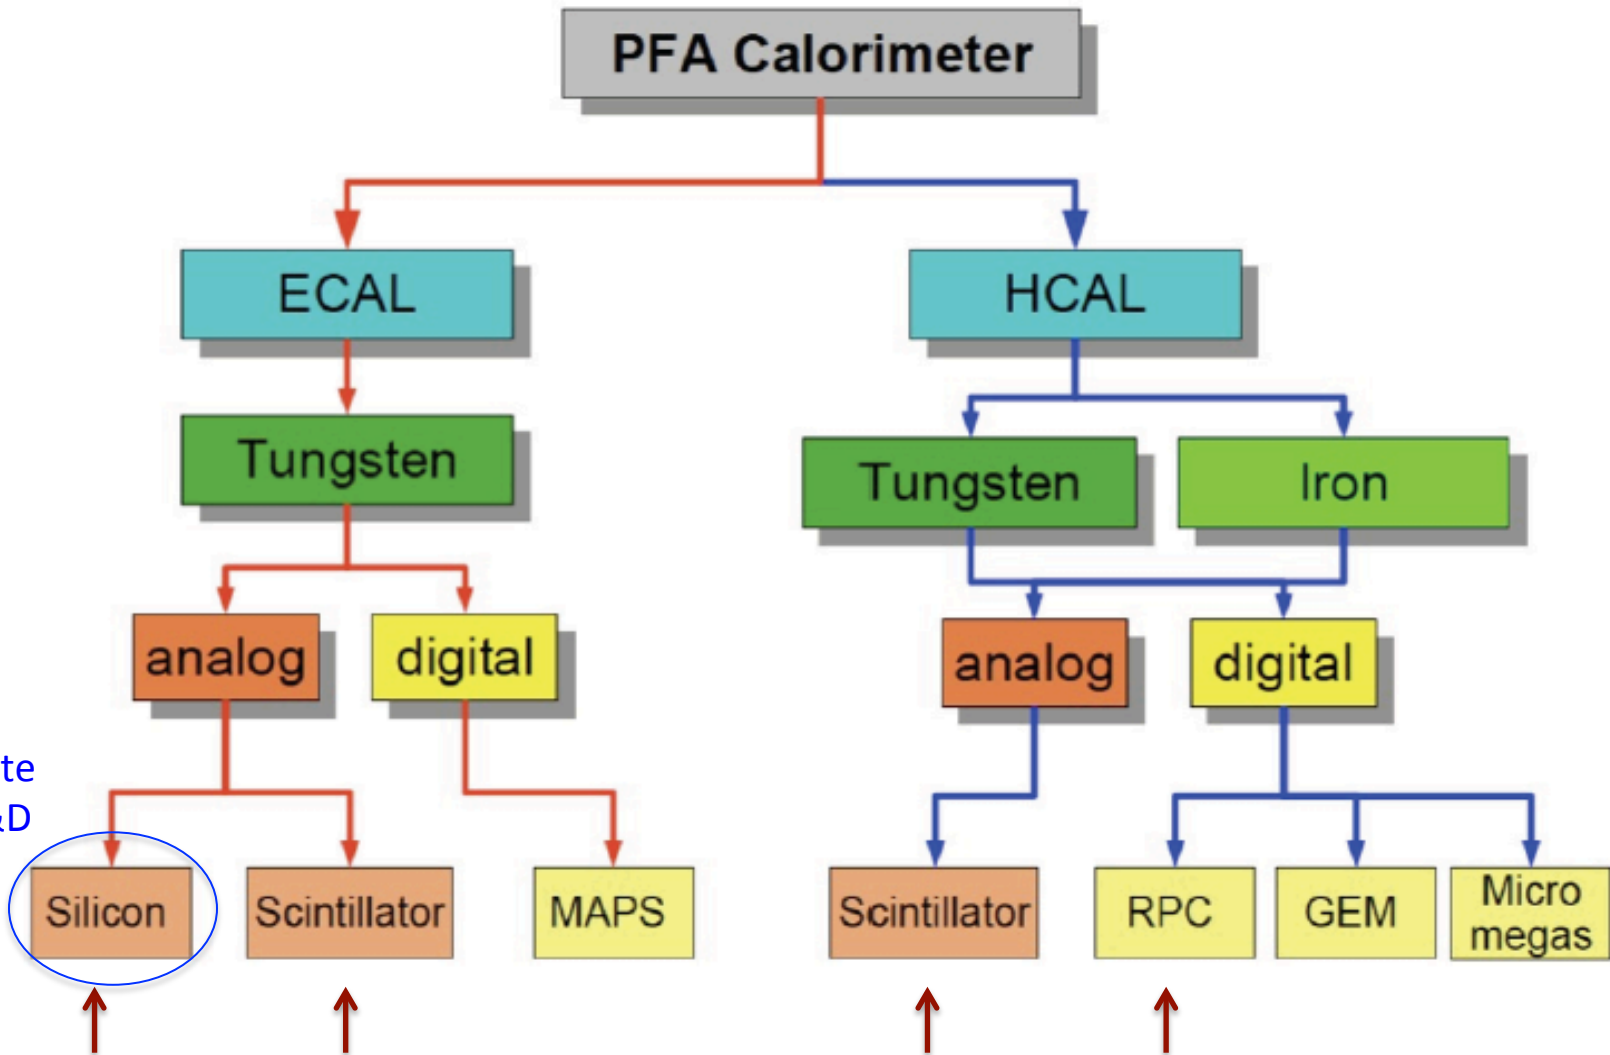 PFA Calorimeter
ECAL
HCAL
Tungsten
Tungsten
Iron
analog
digital
analog
digital
te
&D
Silicon
Scintillator
MAPS
Scintillator
RPC
GEM
Micro
megas